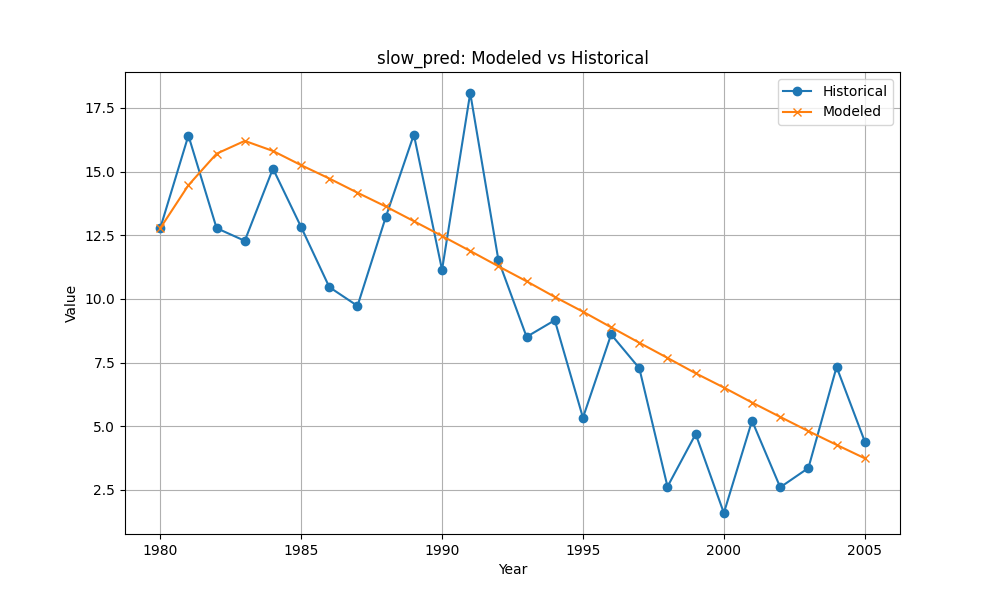 slow_pred: Modeled vs Historical
Historical
Modeled
17.5
15.0
12.5
10.0
7.5
5.0
2.5
Value
1980
1985
1990
1995
2000
2005
Year